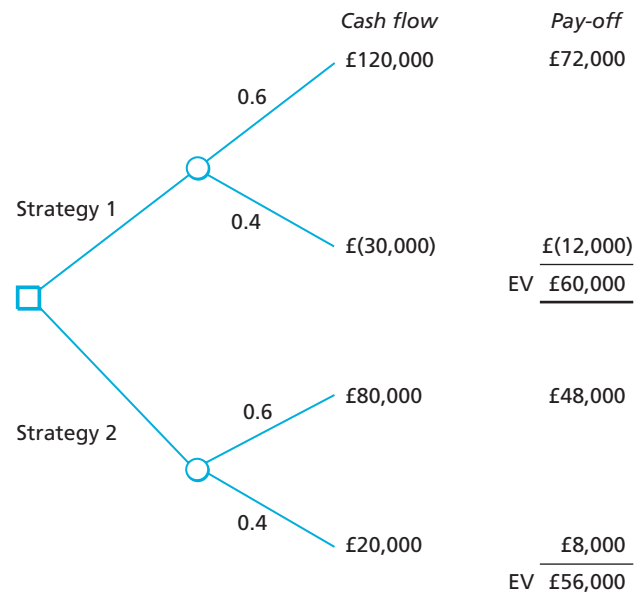 Cash flow Pay-off
£120,000 £72,000
0.6
Strategy 1
0.4
£(30,000) £(12,000)
EV £60,000
£80,000 £48,000
0.6
Strategy 2
0.4
£20,000 £8,000
EV £56,000